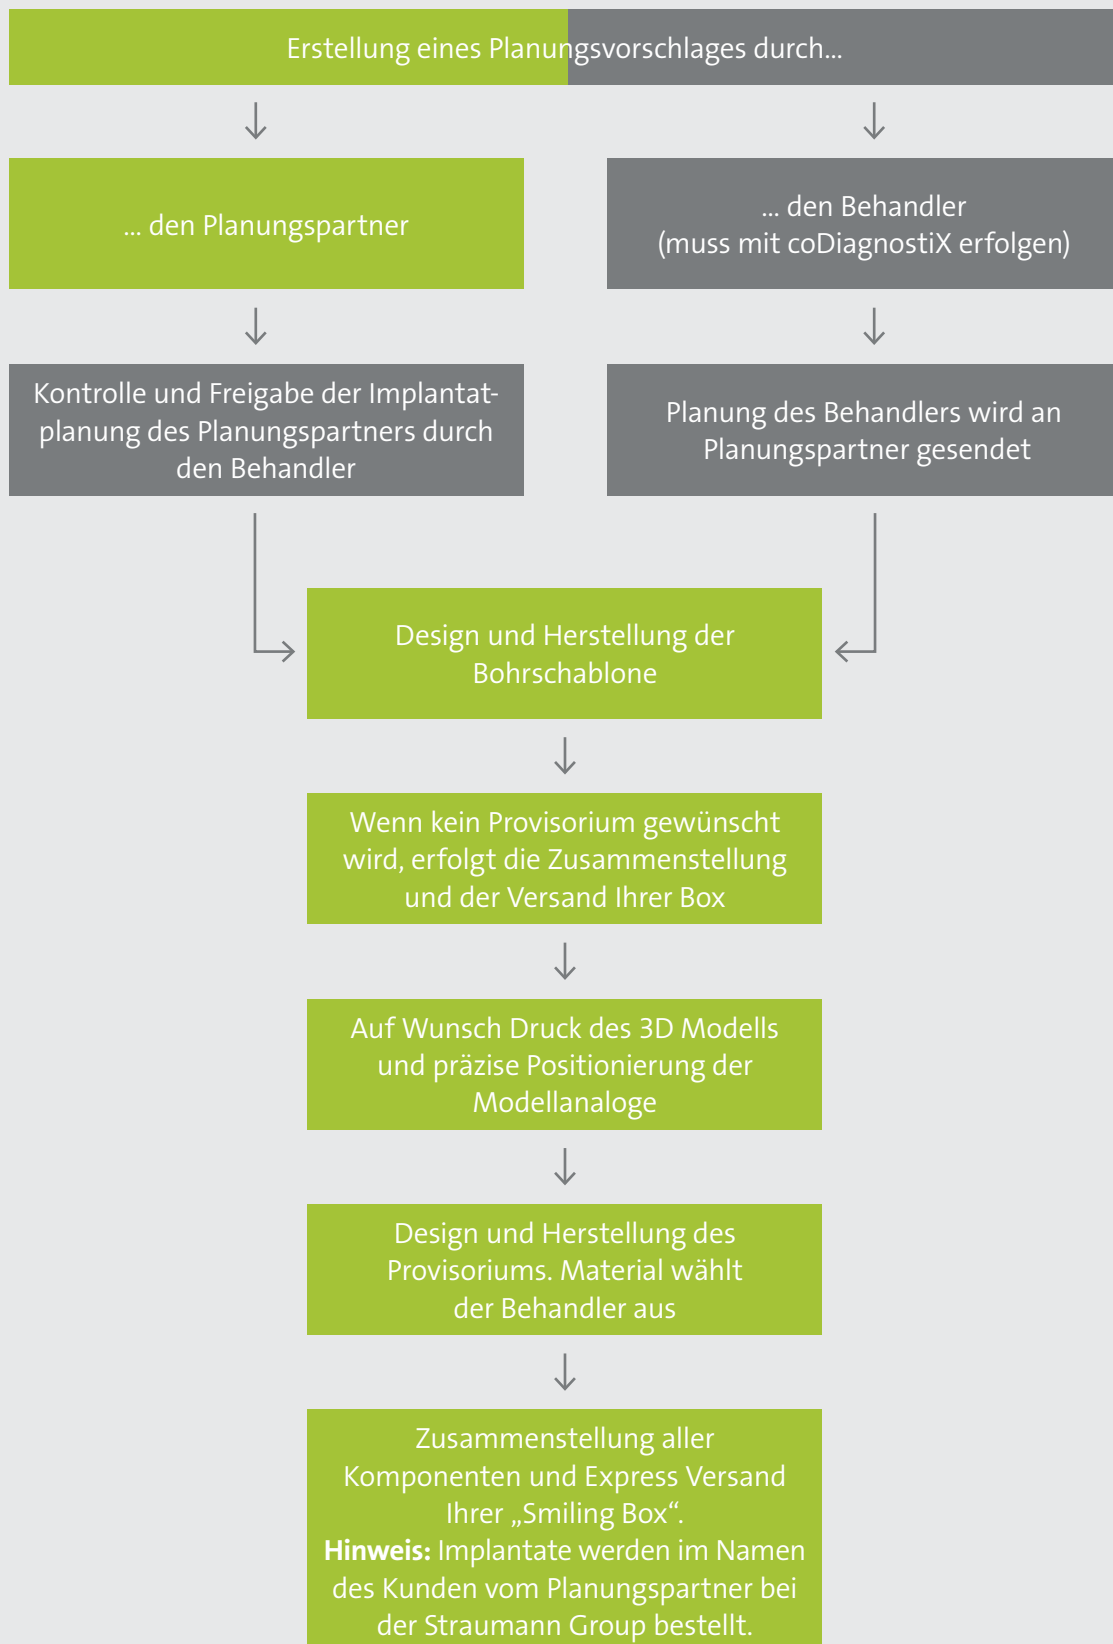 Erstellung eines Planungsvorschlages durch...
... den Planungspartner
... den Behandler
(muss mit coDiagnostiX erfolgen)
Kontrolle und Freigabe der Implantat-
planung des Planungspartners durch
den Behandler
Planung des Behandlers wird an
Planungspartner gesendet
Design und Herstellung der
Bohrschablone
Wenn kein Provisorium gewünscht
wird, erfolgt die Zusammenstellung
und der Versand Ihrer Box
Auf Wunsch Druck des 3D Modells
und präzise Positionierung der
Modellanaloge
Design und Herstellung des
Provisoriums. Material wählt
der Behandler aus
Zusammenstellung aller
Komponenten und Express Versand
Ihrer „Smiling Box“.
Hinweis: Implantate werden im Namen
des Kunden vom Planungspartner bei
der Straumann Group bestellt.